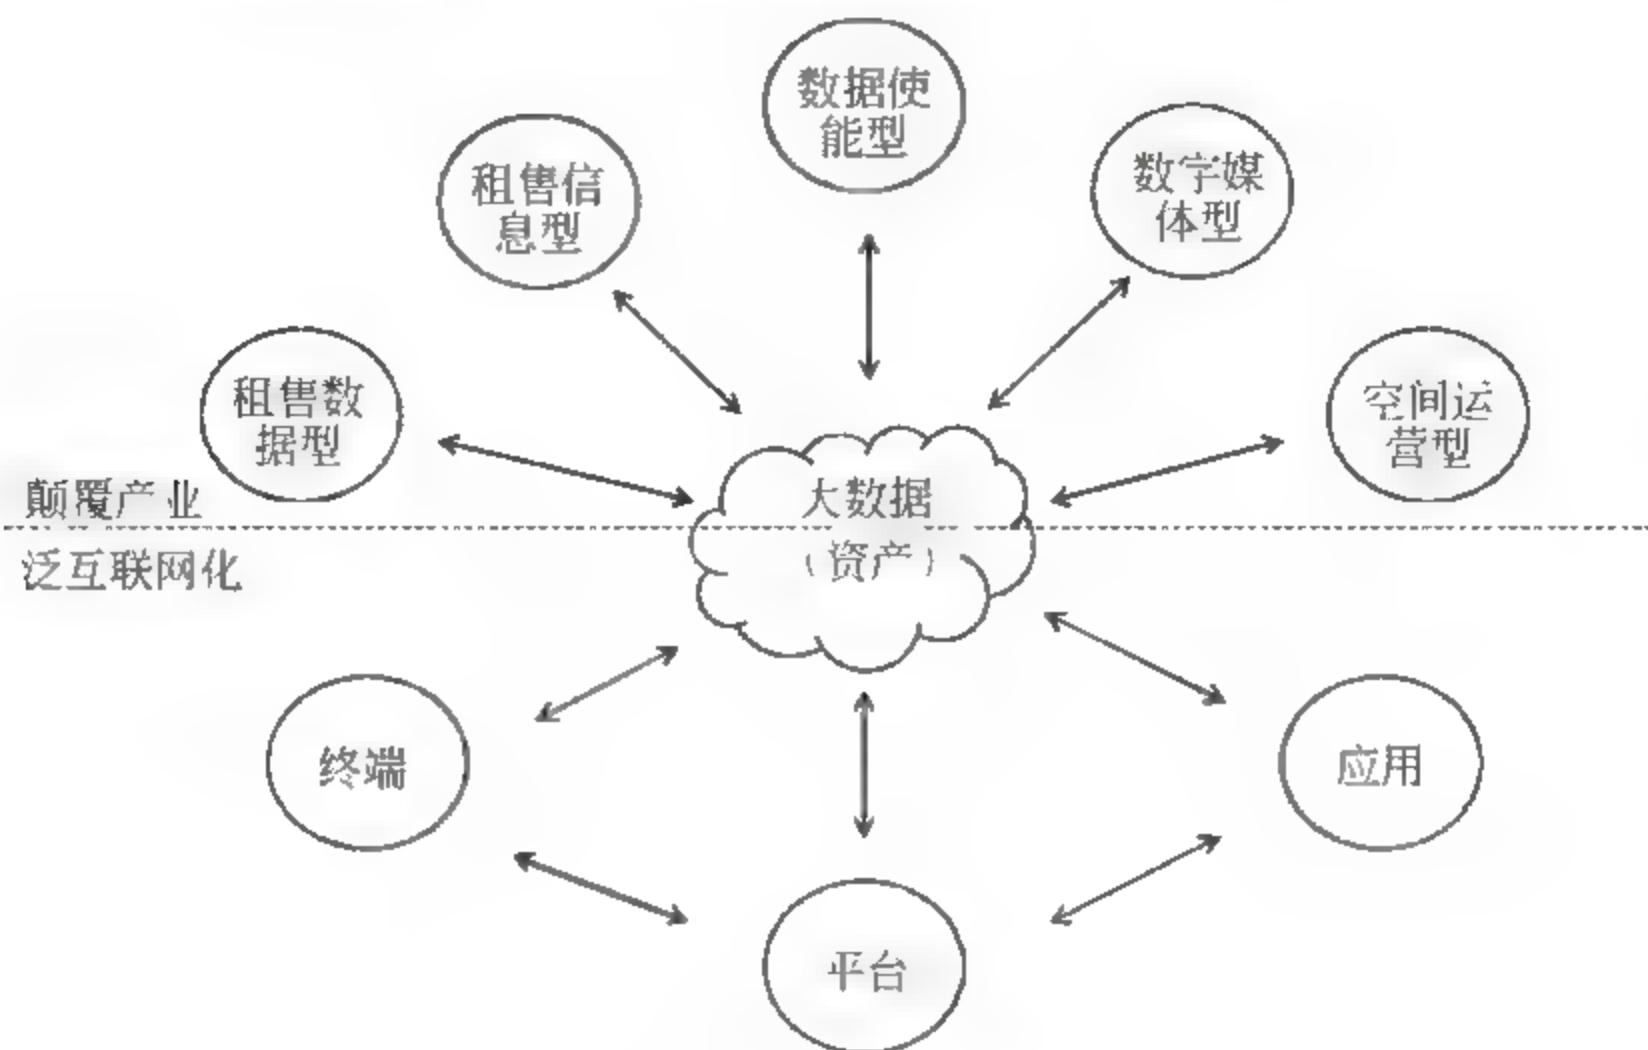 数据使
能型
租售信
息型
数字媒
体型
租售数
据型
空间运
营型
颠覆产业
大数据
（资产）
泛互联网化
终端
应用
平台